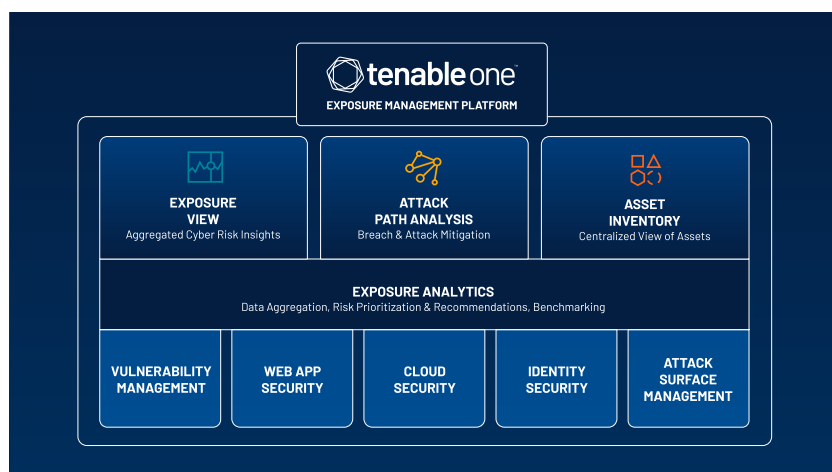 tenable one™
EXPOSURE MANAGEMENT PLATFORM
EXPOSURE
VIEW
Aggregated Cyber Risk Insights
ATTACK
PATH ANALYSIS
Breach & Attack Mitigation
ASSET
INVENTORY
Centralized View of Assets
EXPOSURE ANALYTICS
Data Aggregation, Risk Prioritization & Recommendations, Benchmarking
VULNERABILITY
MANAGEMENT
WEB APP
SECURITY
CLOUD
SECURITY
IDENTITY
SECURITY
ATTACK
SURFACE
MANAGEMENT